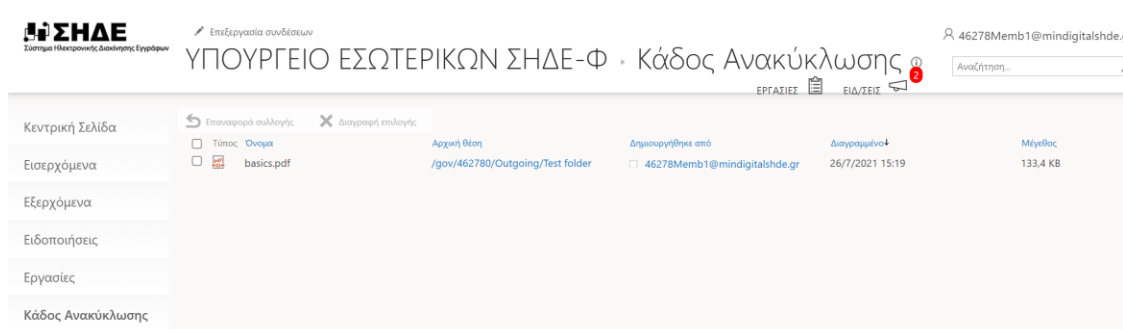 ΣΗΔΕ
Σύστημα Ηλεκτρονικής Διακίνησης Εγγράφων
Επεξεργασία συνδέσεων
ΥΠΟΥΡΓΕΙΟ ΕΣΩΤΕΡΙΚΩΝ ΣΗΔΕ-Φ Κάδος Ανακύκλωσης
46278Memb1@mindigitalshde.g
Αναζήτηση...
ΕΡΓΑΣΙΕΣ ΕΙΔ/ΣΕΙΣ 2
Κεντρική Σελίδα
Εισερχόμενα
Εξερχόμενα
Ειδοποιήσεις
Εργασίες
Κάδος Ανακύκλωσης
Επαναφορά συλλογής Διαγραφή επιλογής
Τύπος Όνομα Αρχική θέση Δημιουργήθηκε από Διαγραμμένο Μέγεθος
basics.pdf /gov/462780/Outgoing/Test folder 46278Memb1@mindigitalshde.gr 26/7/2021 15:19 133,4 KB